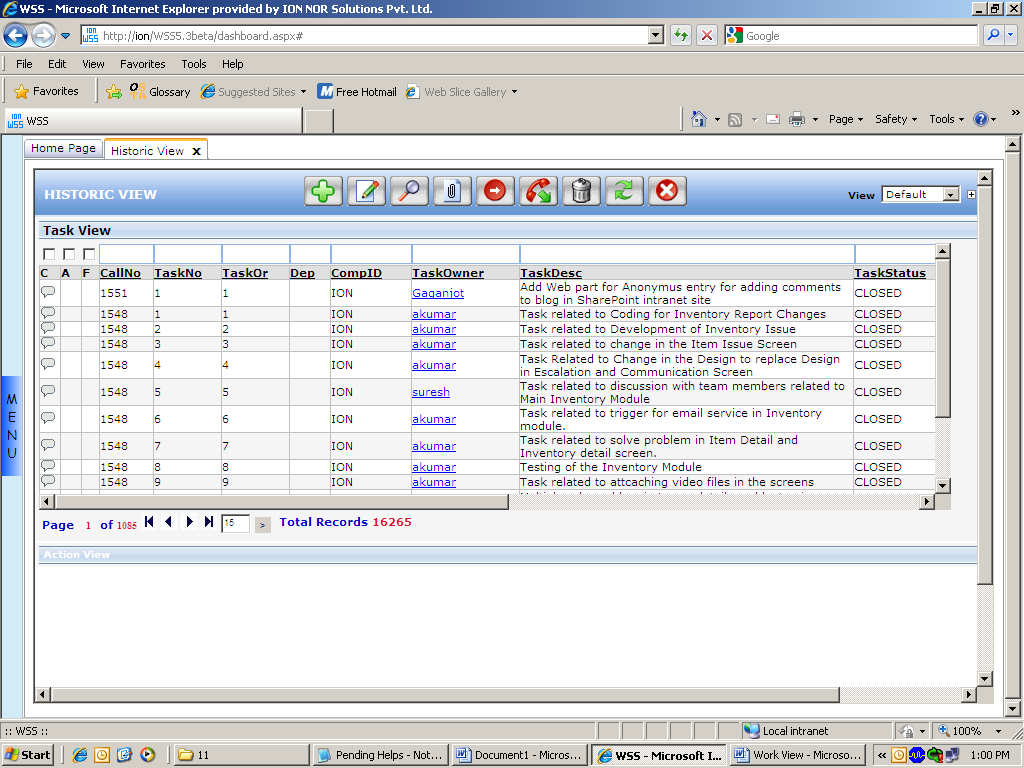 WSS - Microsoft Internet Explorer provided by ION NOR Solutions Pvt. Ltd.
ION WSS http://ion/WSS5.3beta/dashboard.aspx# Google
File Edit View Favorites Tools Help
Favorites Glossary Suggested Sites Free Hotmail Web Slice Gallery
ION WSS WSS Page Safety Tools »
Home Page Historic View x
HISTORIC VIEW View Default
Task View
C A F CallNo TaskNo TaskOr Dep CompID TaskOwner TaskDesc TaskStatus
1551 1 1 ION Gaganjot Add Web part for Anonymus entry for adding comments CLOSED
to blog in SharePoint intranet site
1548 1 1 ION akumar Task related to Coding for Inventory Report Changes CLOSED
1548 2 2 ION akumar Task related to Development of Inventory Issue CLOSED
1548 3 3 ION akumar Task related to change in the Item Issue Screen CLOSED
1548 4 4 ION akumar Task Related to Change in the Design to replace Design CLOSED
in Escalation and Communication Screen
1548 5 5 ION suresh Task related to discussion with team members related to CLOSED
Main Inventory Module
1548 6 6 ION akumar Task related to trigger for email service in Inventory CLOSED
module.
1548 7 7 ION akumar Task related to solve problem in Item Detail and CLOSED
Inventory detail screen.
1548 8 8 ION akumar Testing of the Inventory Module CLOSED
1548 9 9 ION akumar Task related to attcaching video files in the screens CLOSED
Page 1 of 1085 15 > Total Records 16265
Action View
MENU
:: WSS :: Local intranet 100%
Start 11 Pending Helps - Not... Document1 - Micros... WSS - Microsoft I... Work View - Microso... « 1:00 PM